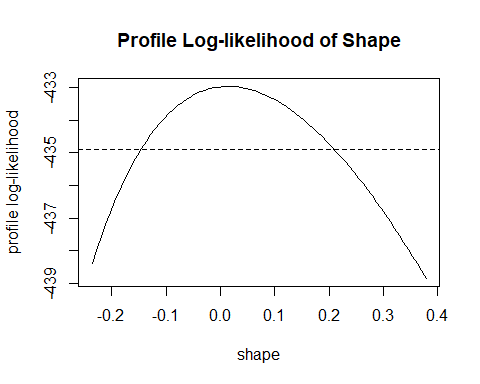 Profile Log-likelihood of Shape
profile log-likelihood
-433
-435
-437
-439
-0.2 -0.1 0.0 0.1 0.2 0.3 0.4
shape